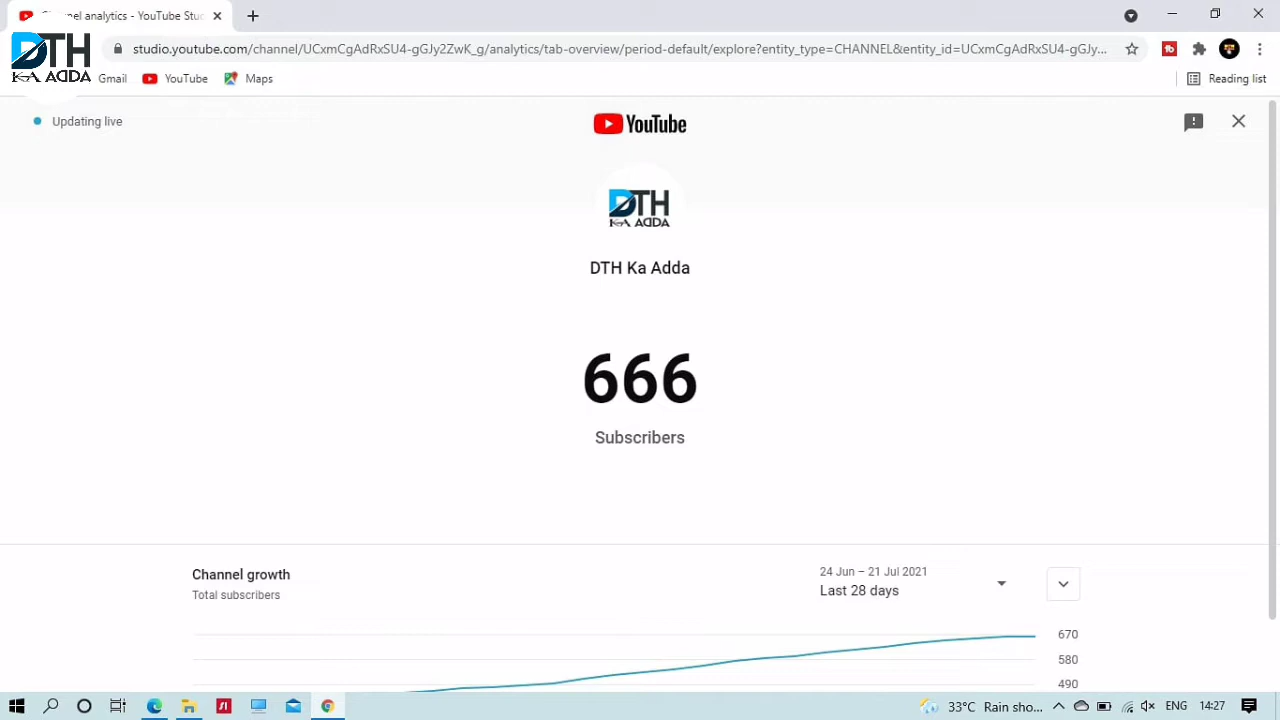 Channel analytics - YouTube Stud
DTH
KA ADDA
studio.youtube.com/channel/UCxmCgAdRxSU4-gGJy2ZwK_g/analytics/tab-overview/period-default/explore?entity_type=CHANNEL&entity_id=UCxmCgAdRxSU4-gGJy...
Gmail
YouTube
Maps
Reading list
Updating live
YouTube
DTH
KA ADDA
DTH Ka Adda
666
Subscribers
Channel growth
Total subscribers
24 Jun – 21 Jul 2021
Last 28 days
670
580
490
33°C Rain sho...
ENG
14:27